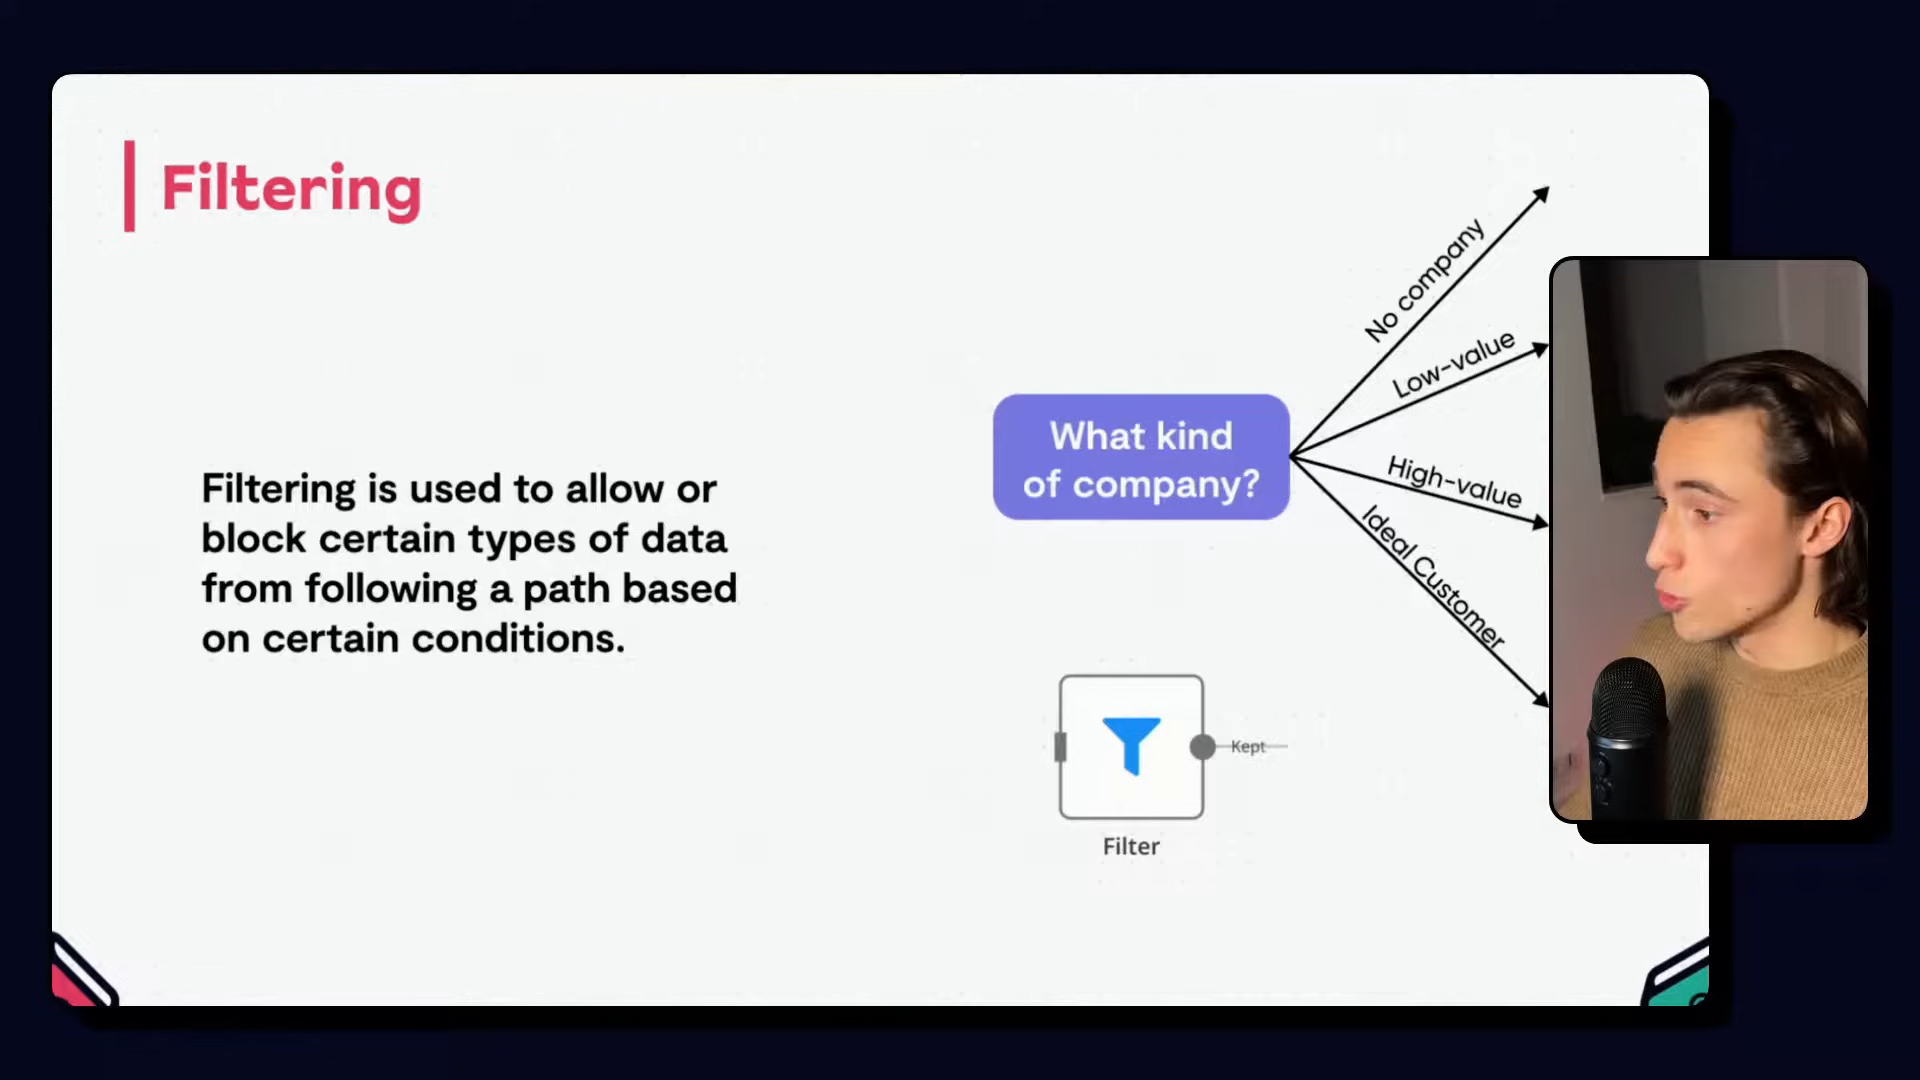 Filtering
Filtering is used to allow or
block certain types of data
from following a path based
on certain conditions.
What kind
of company?
No company
Low-value
High-value
Ideal Customer
Kept
Filter